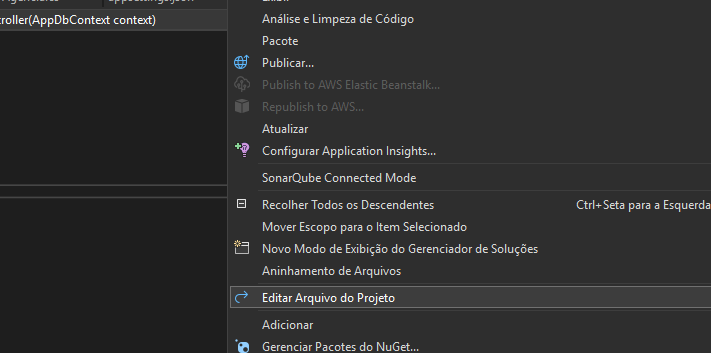 troller(AppDbContext context)
Análise e Limpeza de Código
Pacote
Publicar...
Publish to AWS Elastic Beanstalk...
Republish to AWS...
Atualizar
Configurar Application Insights...
SonarQube Connected Mode
Recolher Todos os Descendentes Ctrl+Seta para a Esquerda
Mover Escopo para o Item Selecionado
Novo Modo de Exibição do Gerenciador de Soluções
Aninhamento de Arquivos
Editar Arquivo do Projeto
Adicionar
Gerenciar Pacotes do NuGet...